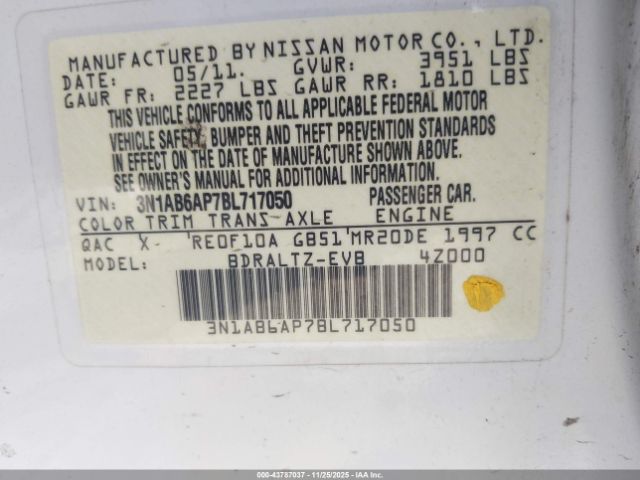 MANUFACTURED BY NISSAN MOTOR CO., LTD.
DATE: 05/11. GVWR: 3951 LBS
GAWR FR: 2227 LBS GAWR RR: 1810 LBS
THIS VEHICLE CONFORMS TO ALL APPLICABLE FEDERAL MOTOR
VEHICLE SAFETY, BUMPER AND THEFT PREVENTION STANDARDS
IN EFFECT ON THE DATE OF MANUFACTURE SHOWN ABOVE.
SEE OWNER'S MANUAL FOR ADDITIONAL INFORMATION.
VIN: 3N1AB6AP7BL717050 PASSENGER CAR.
COLOR TRIM TRANS AXLE ENGINE
QAC X- RE0F10A GB51 MR20DE 1997 CC
MODEL: BDRALTZ-EVB 4Z000
3N1AB6AP7BL717050
000-43787037 - 11/25/2025 - IAAI.COM